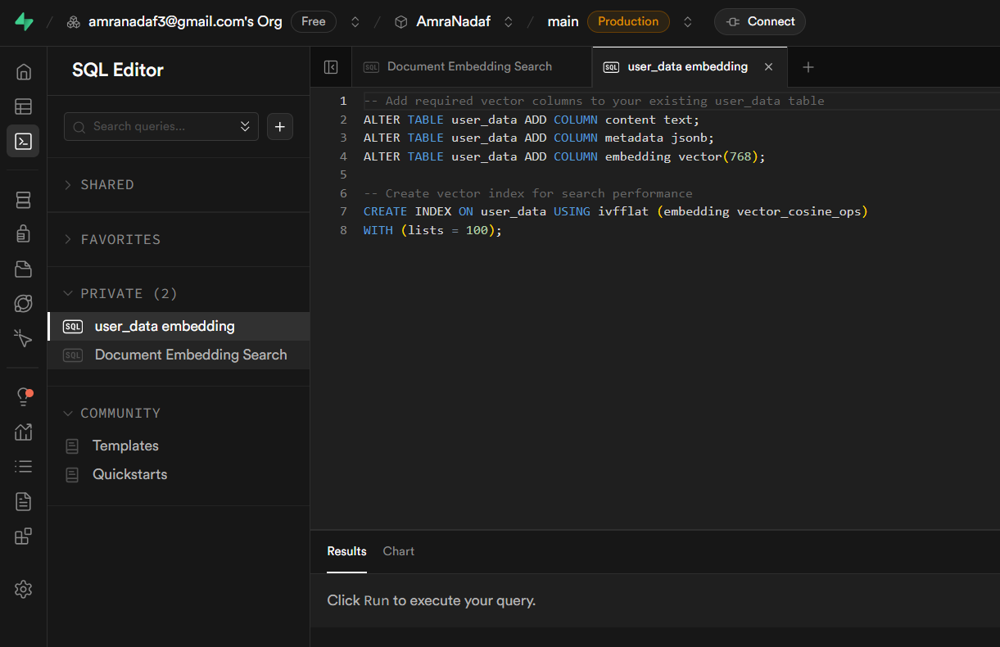 amranadaf3@gmail.com's Org Free AmraNadaf main Production Connect
SQL Editor
Search queries...
SHARED
FAVORITES
PRIVATE (2)
SQL user_data embedding
SQL Document Embedding Search
COMMUNITY
Templates
Quickstarts
SQL Document Embedding Search SQL user_data embedding
1 -- Add required vector columns to your existing user_data table
2 ALTER TABLE user_data ADD COLUMN content text;
3 ALTER TABLE user_data ADD COLUMN metadata jsonb;
4 ALTER TABLE user_data ADD COLUMN embedding vector(768);
5
6 -- Create vector index for search performance
7 CREATE INDEX ON user_data USING ivfflat (embedding vector_cosine_ops)
8 WITH (lists = 100);
Results Chart
Click Run to execute your query.